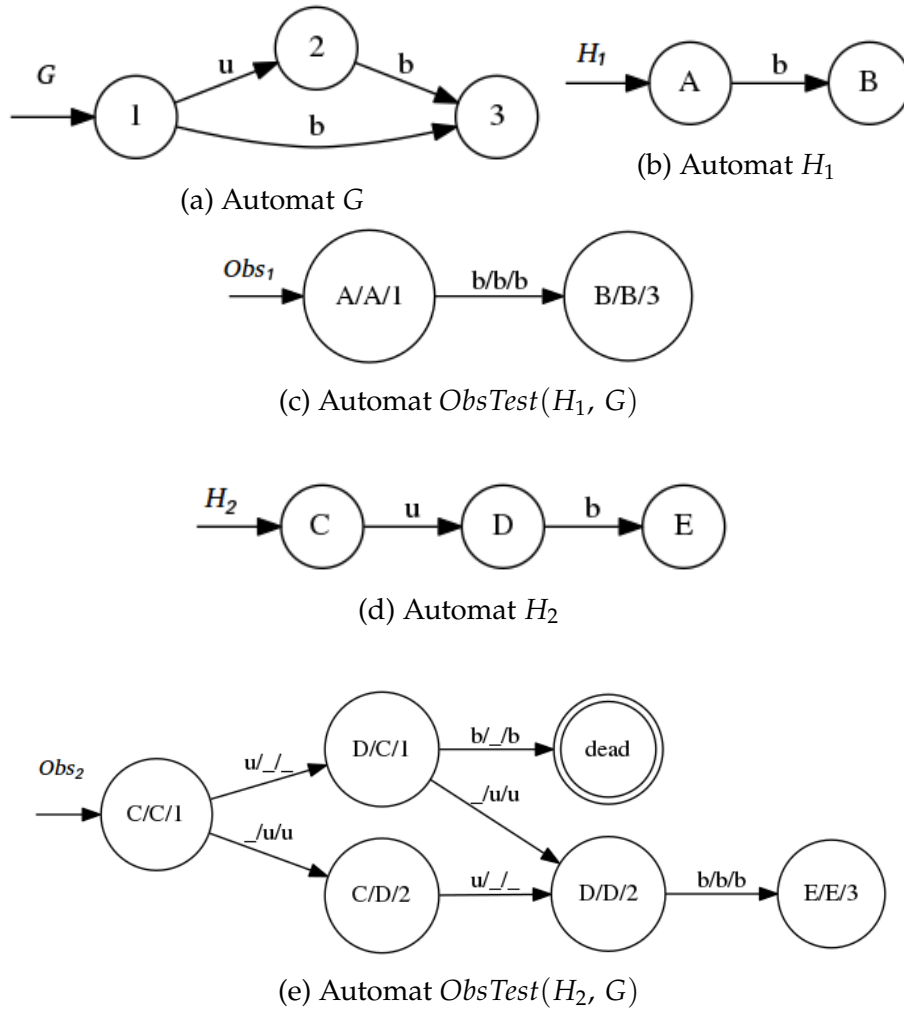 G
1
u
2
b
b
3
(a) Automat G
H₁
A
b
B
(b) Automat H₁
Obs₁
A/A/1
b/b/b
B/B/3
(c) Automat ObsTest(H₁, G)
H₂
C
u
D
b
E
(d) Automat H₂
Obs₂
C/C/1
u/_/_
D/C/1
b/_/b
dead
_/u/u
_/u/u
C/D/2
u/_/_
D/D/2
b/b/b
E/E/3
(e) Automat ObsTest(H₂, G)